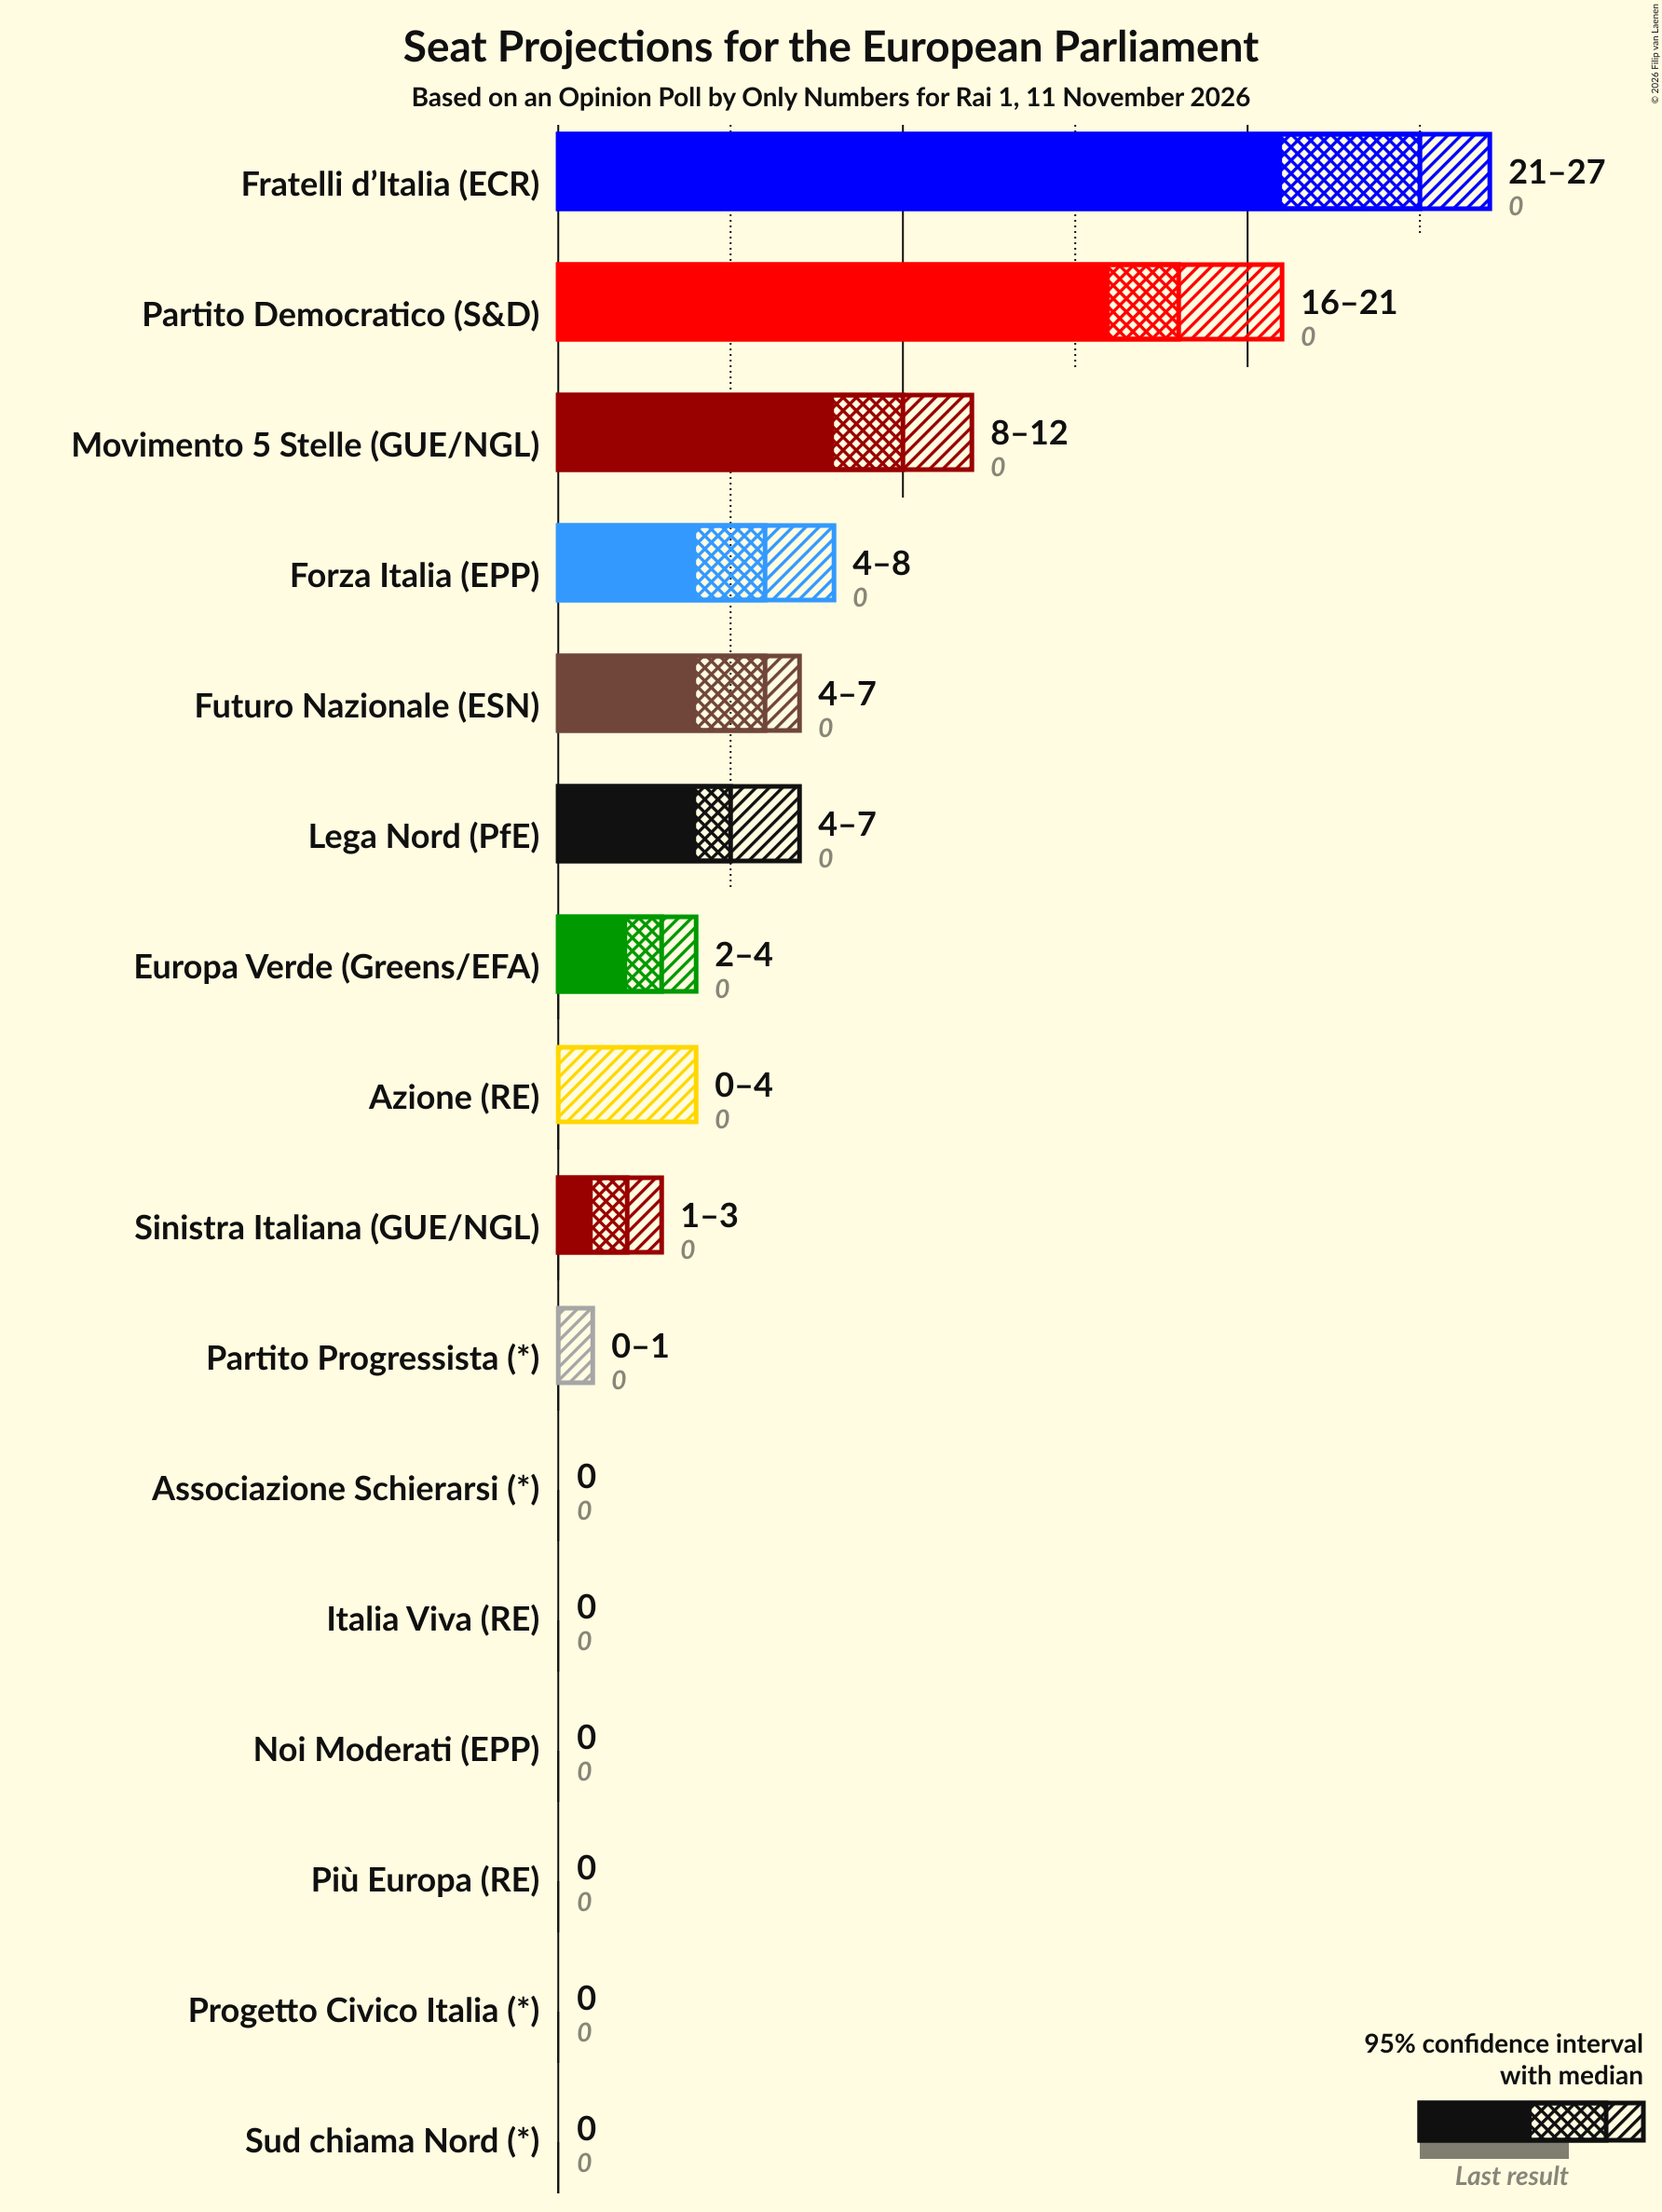 Seat Projections for the European Parliament
Based on an Opinion Poll by Only Numbers for Rai 1, 11 November 2026
© 2026 Filip van Laenen
Fratelli d’Italia (ECR)
21–27
0
Partito Democratico (S&D)
16–21
0
Movimento 5 Stelle (GUE/NGL)
8–12
0
Forza Italia (EPP)
4–8
0
Futuro Nazionale (ESN)
4–7
0
Lega Nord (PfE)
4–7
0
Europa Verde (Greens/EFA)
2–4
0
Azione (RE)
0–4
0
Sinistra Italiana (GUE/NGL)
1–3
0
Partito Progressista (*)
0–1
0
Associazione Schierarsi (*)
0
0
Italia Viva (RE)
0
0
Noi Moderati (EPP)
0
0
Più Europa (RE)
0
0
Progetto Civico Italia (*)
0
0
Sud chiama Nord (*)
0
0
95% confidence interval
with median
Last result